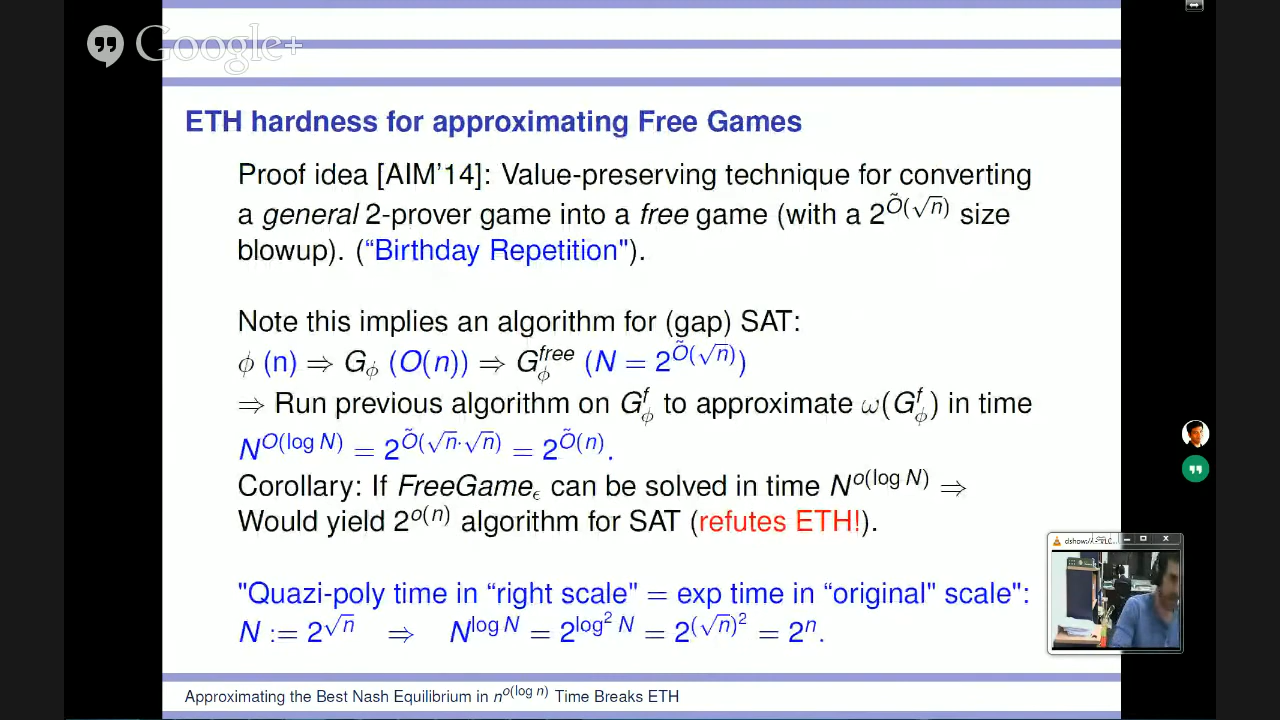 Google+
ETH hardness for approximating Free Games
Proof idea [AIM'14]: Value-preserving technique for converting
a general 2-prover game into a free game (with a 2^{Õ(√n)} size
blowup). ("Birthday Repetition").
Note this implies an algorithm for (gap) SAT:
ϕ (n) ⇒ G_ϕ (O(n)) ⇒ G_ϕ^{free} (N = 2^{Õ(√n)})
⇒ Run previous algorithm on G_ϕ^f to approximate ω(G_ϕ^f) in time
N^{O(log N)} = 2^{Õ(√n·√n)} = 2^{Õ(n)}.
Corollary: If FreeGame_ϵ can be solved in time N^{o(log N)} ⇒
Would yield 2^{o(n)} algorithm for SAT (refutes ETH!).
"Quazi-poly time in "right scale" = exp time in "original" scale":
N := 2^{√n} ⇒ N^{log N} = 2^{log² N} = 2^{(√n)²} = 2^n.
Approximating the Best Nash Equilibrium in n^{o(log n)} Time Breaks ETH